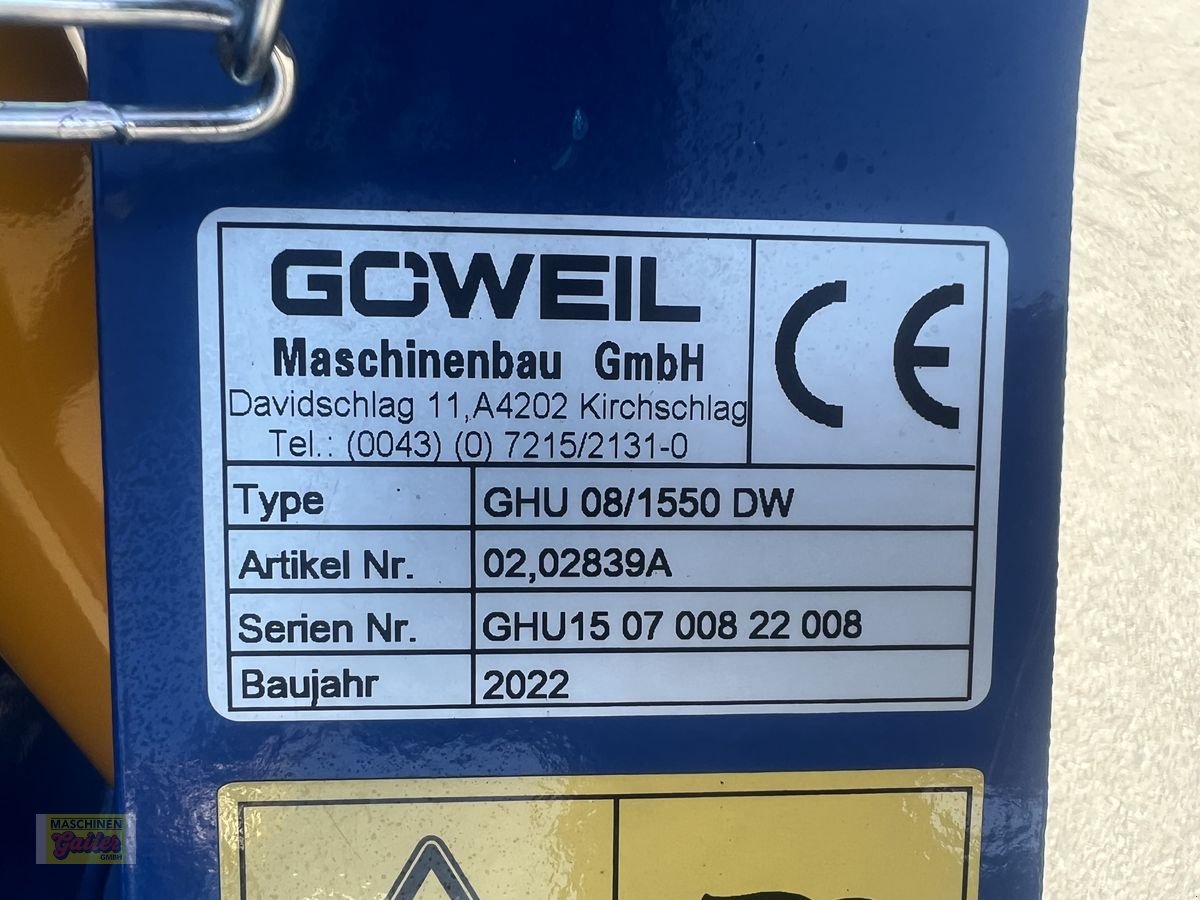 GÖWEIL
Maschinenbau GmbH
Davidschlag 11,A4202 Kirchschlag
Tel.: (0043) (0) 7215/2131-0
CE
Type GHU 08/1550 DW
Artikel Nr. 02,02839A
Serien Nr. GHU15 07 008 22 008
Baujahr 2022
MASCHINEN
Gailer
GMBH